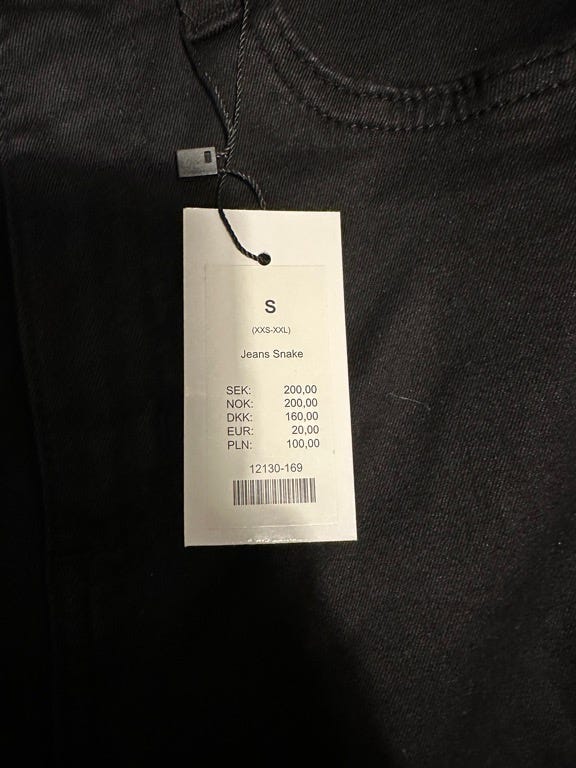 S
(XXS-XXL)
Jeans Snake
SEK: 200,00
NOK: 200,00
DKK: 160,00
EUR: 20,00
PLN: 100,00
12130-169